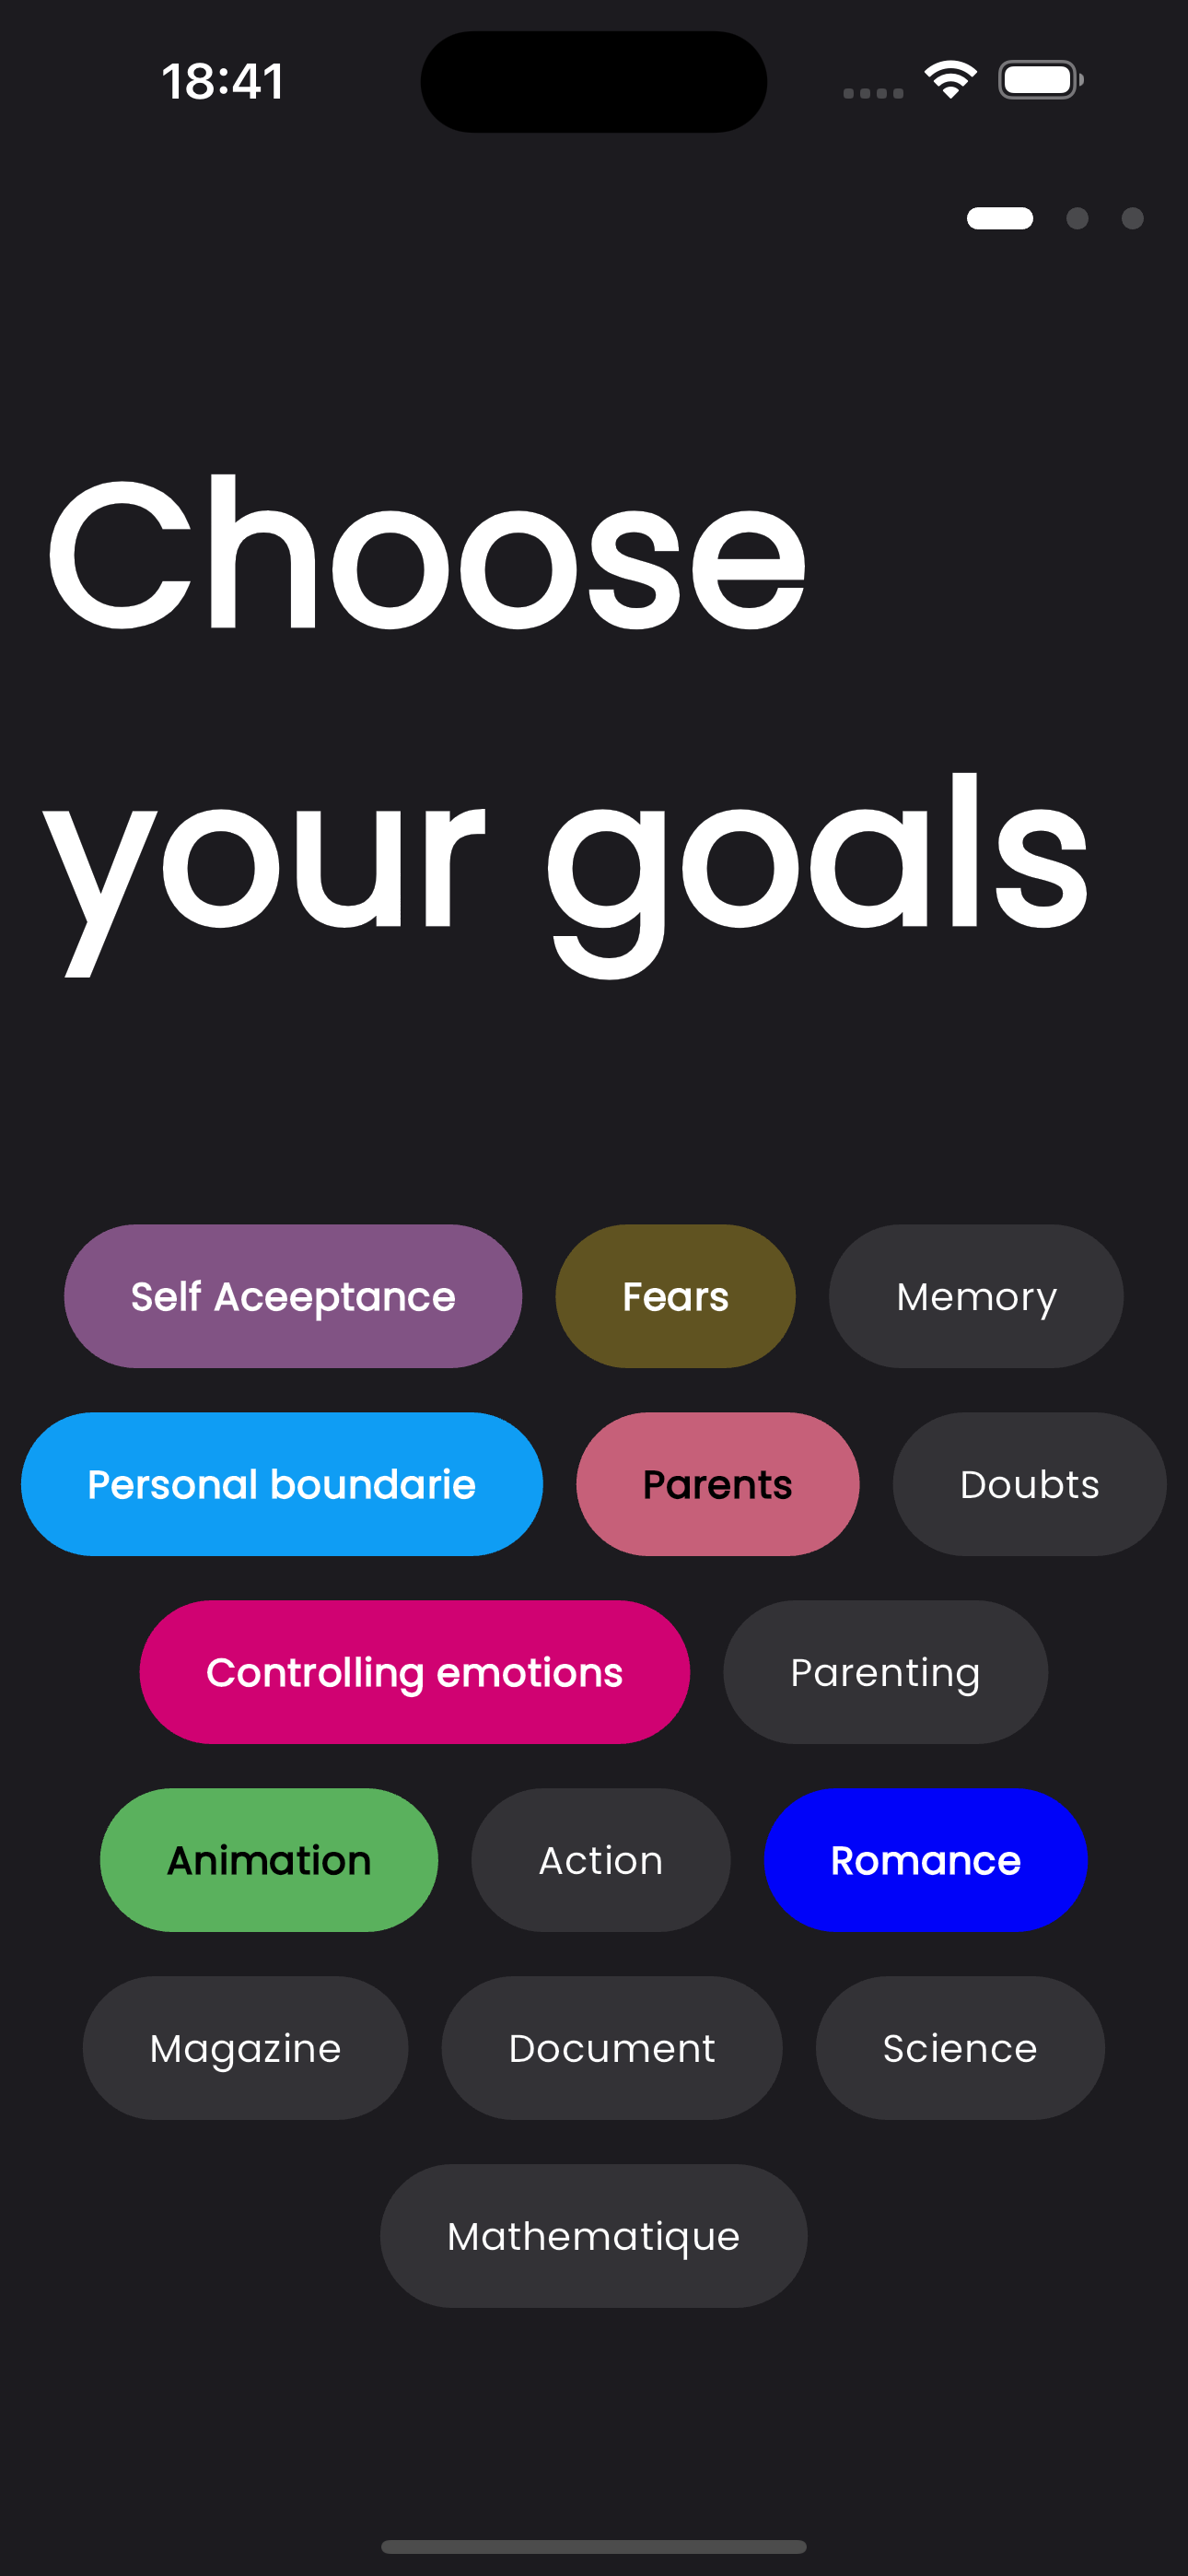 18:41
Choose
your goals
Self Aceeptance Fears Memory
Personal boundarie Parents Doubts
Controlling emotions Parenting
Animation Action Romance
Magazine Document Science
Mathematique